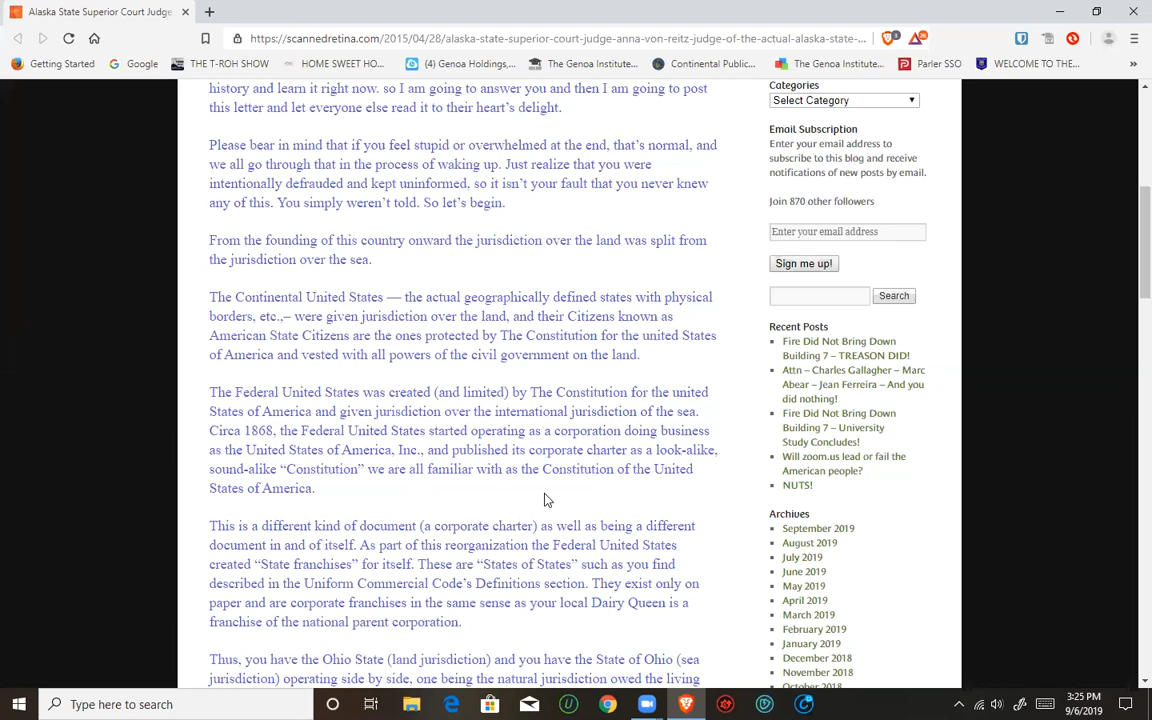 Alaska State Superior Court Judge
https://scannedretina.com/2015/04/28/alaska-state-superior-court-judge-anna-von-reitz-judge-of-the-actual-alaska-state-...
Getting Started
Google
THE T-ROH SHOW
HOME SWEET HO...
(4) Genoa Holdings,...
The Genoa Institute...
Continental Public...
The Genoa Institute...
Parler SSO
WELCOME TO THE...
history and learn it right now. so I am going to answer you and then I am going to post
this letter and let everyone else read it to their heart's delight.
Please bear in mind that if you feel stupid or overwhelmed at the end, that's normal, and
we all go through that in the process of waking up. Just realize that you were
intentionally defrauded and kept uninformed, so it isn't your fault that you never knew
any of this. You simply weren't told. So let's begin.
From the founding of this country onward the jurisdiction over the land was split from
the jurisdiction over the sea.
The Continental United States — the actual geographically defined states with physical
borders, etc.,– were given jurisdiction over the land, and their Citizens known as
American State Citizens are the ones protected by The Constitution for the united States
of America and vested with all powers of the civil government on the land.
The Federal United States was created (and limited) by The Constitution for the united
States of America and given jurisdiction over the international jurisdiction of the sea.
Circa 1868, the Federal United States started operating as a corporation doing business
as the United States of America, Inc., and published its corporate charter as a look-alike,
sound-alike "Constitution" we are all familiar with as the Constitution of the United
States of America.
This is a different kind of document (a corporate charter) as well as being a different
document in and of itself. As part of this reorganization the Federal United States
created "State franchises" for itself. These are "States of States" such as you find
described in the Uniform Commercial Code's Definitions section. They exist only on
paper and are corporate franchises in the same sense as your local Dairy Queen is a
franchise of the national parent corporation.
Thus, you have the Ohio State (land jurisdiction) and you have the State of Ohio (sea
jurisdiction) operating side by side, one being the natural jurisdiction owed the living
Categories
Select Category
Email Subscription
Enter your email address to
subscribe to this blog and receive
notifications of new posts by email.
Join 870 other followers
Enter your email address
Sign me up!
Search
Recent Posts
Fire Did Not Bring Down
Building 7 – TREASON DID!
Attn – Charles Gallagher – Marc
Abear – Jean Ferreira – And you
did nothing!
Fire Did Not Bring Down
Building 7 – University
Study Concludes!
Will zoom.us lead or fail the
American people?
NUTS!
Archives
September 2019
August 2019
July 2019
June 2019
May 2019
April 2019
March 2019
February 2019
January 2019
December 2018
November 2018
October 2018
Type here to search
3:25 PM
9/6/2019